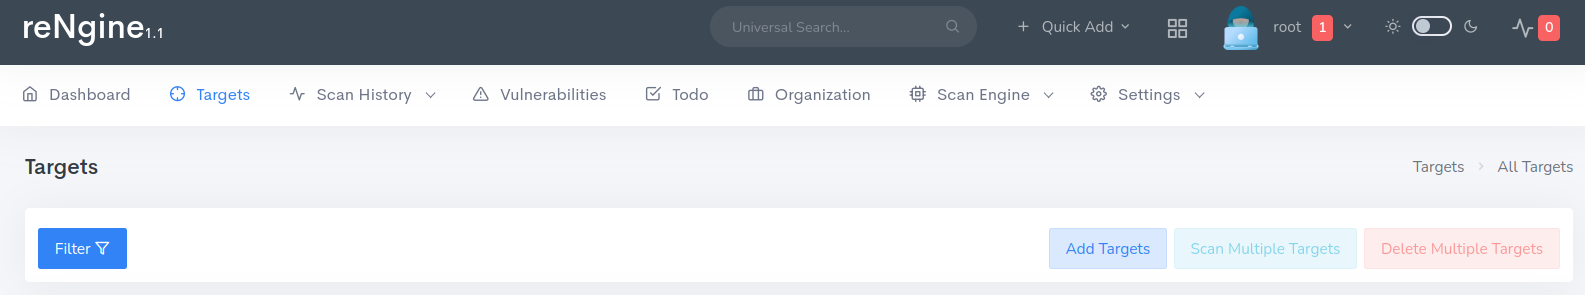 reNgine1.1
Universal Search...
Quick Add
root 1
0
Dashboard Targets Scan History Vulnerabilities Todo Organization Scan Engine Settings
Targets
Targets > All Targets
Filter
Add Targets Scan Multiple Targets Delete Multiple Targets